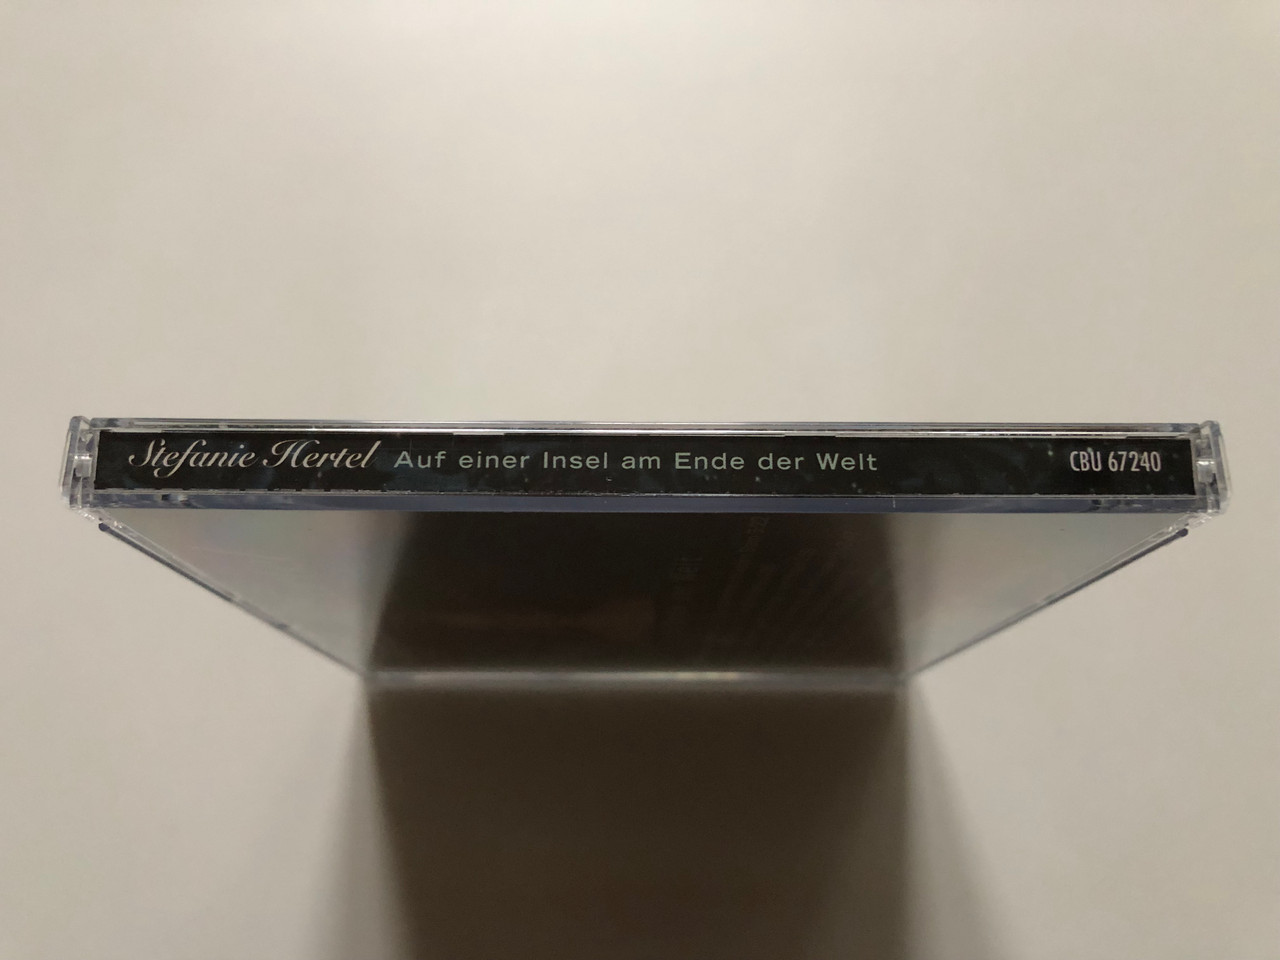 Stefanie Hertel Auf einer Insel am Ende der Welt CBU 67240